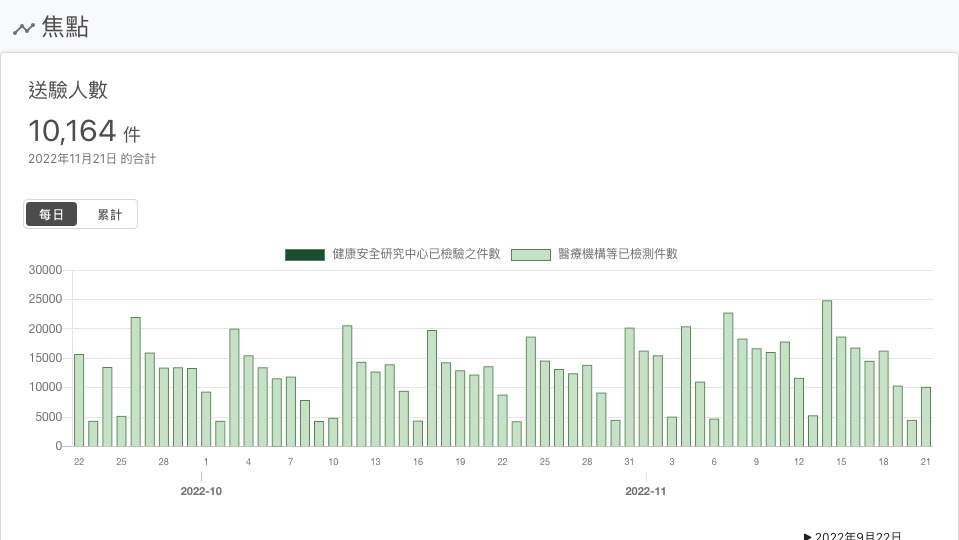 焦點
送驗人數
10,164 件
2022年11月21日 的合計
每日 累計
健康安全研究中心已檢驗之件數 醫療機構等已檢測件數
30000
25000
20000
15000
10000
5000
0
22 25 28 1 4 7 10 13 16 19 22 25 28 31 3 6 9 12 15 18 21
2022-10 2022-11
▶ 2022年9月22日